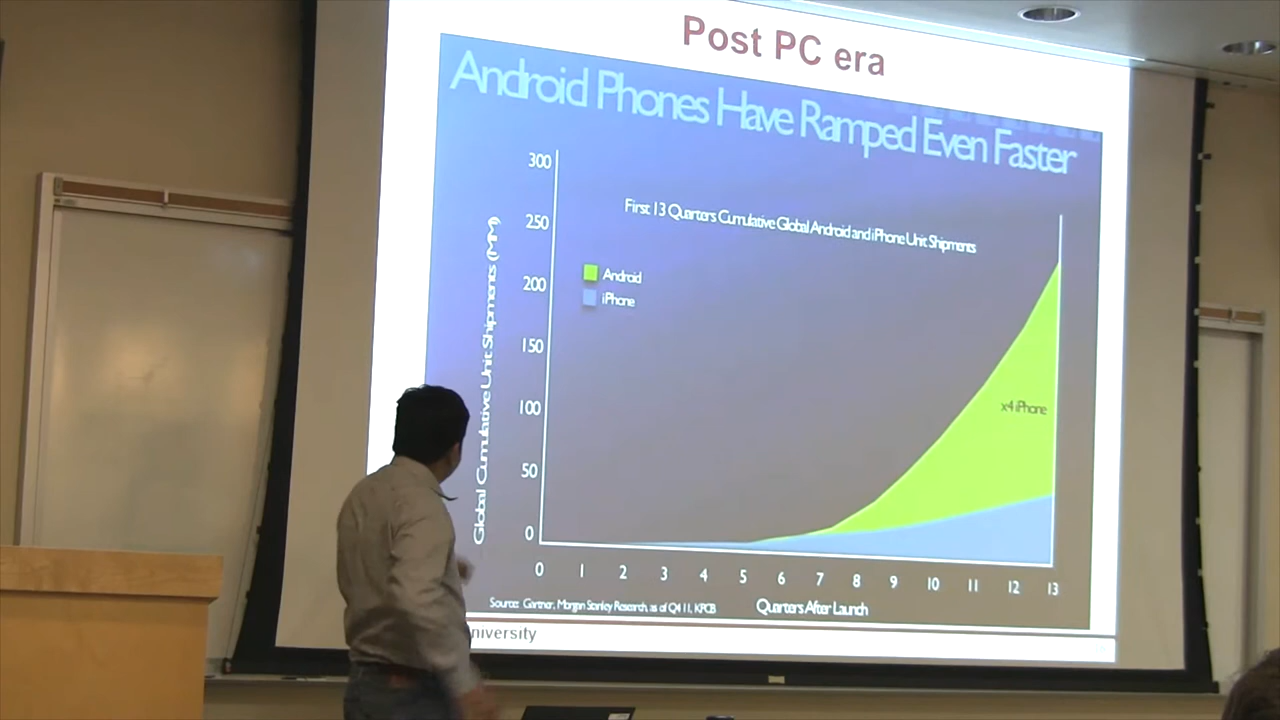 Post PC era
Android Phones Have Ramped Even Faster
First 13 Quarters Cumulative Global Android and iPhone Unit Shipments
Global Cumulative Unit Shipments (MM)
300
250
200
150
100
50
0
Android
iPhone
x4 iPhone
0 1 2 3 4 5 6 7 8 9 10 11 12 13
Quarters After Launch
Source: Gartner, Morgan Stanley Research, as of Q4 11, KPCB
niversity